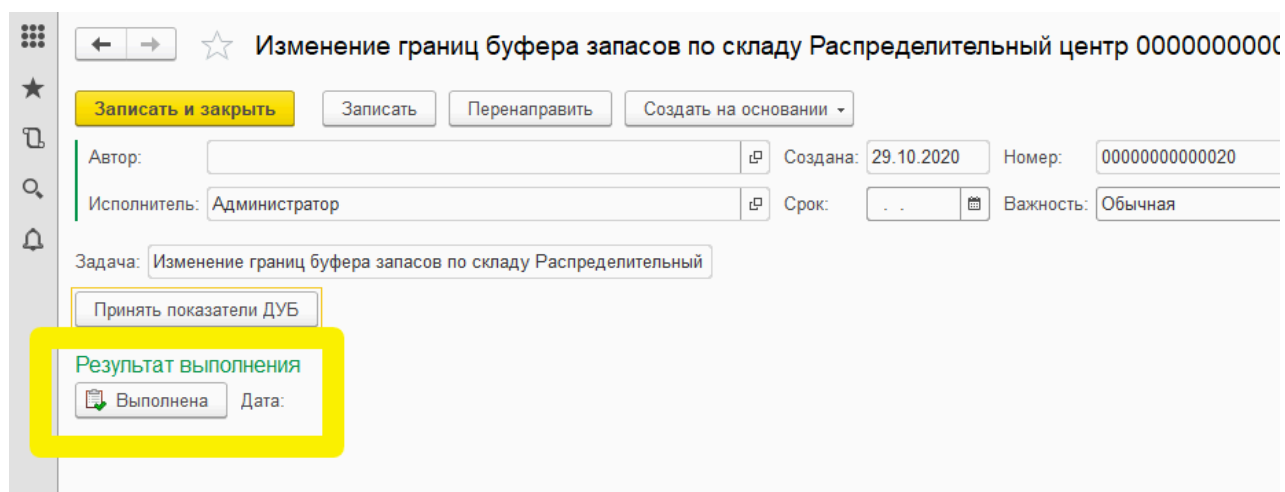 Изменение границ буфера запасов по складу Распределительный центр 0000000000
Записать и закрыть Записать Перенаправить Создать на основании
Автор: Создана: 29.10.2020 Номер: 00000000000020
Исполнитель: Администратор Срок: . . Важность: Обычная
Задача: Изменение границ буфера запасов по складу Распределительный
Принять показатели ДУБ
Результат выполнения
Выполнена Дата: